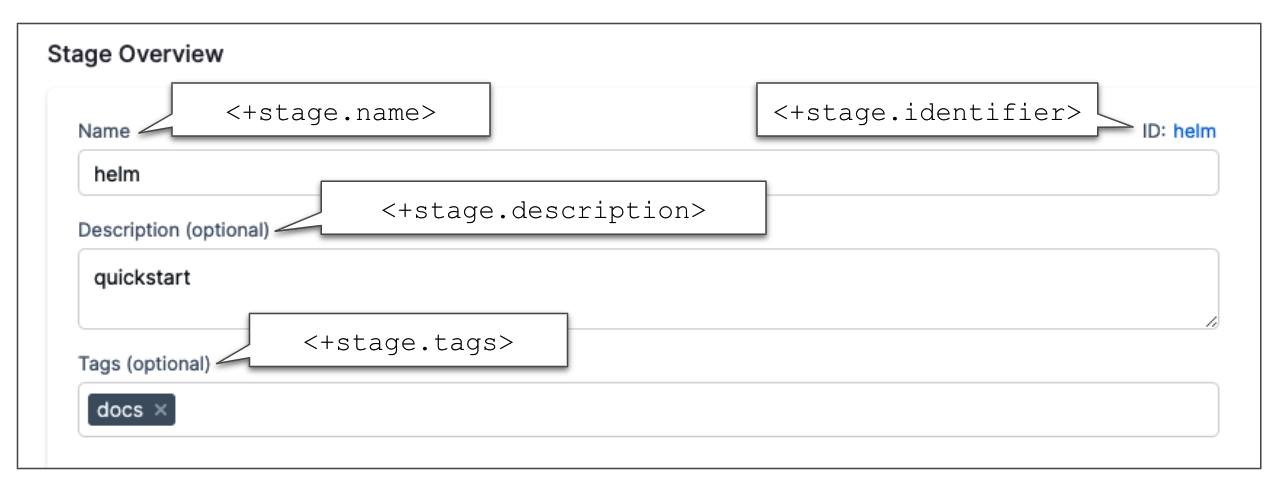 Stage Overview
<+stage.name>
<+stage.identifier>
Name
ID: helm
helm
<+stage.description>
Description (optional)
quickstart
<+stage.tags>
Tags (optional)
docs ×